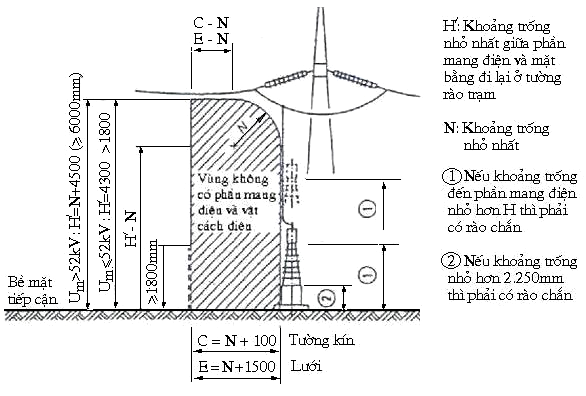 C - N
E - N
H': Khoảng trống
nhỏ nhất giữa phần
mang điện và mặt
bằng đi lại ở tường
rào trạm
N: Khoảng trống
nhỏ nhất
① Nếu khoảng trống
đến phần mang điện
nhỏ hơn H thì phải
có rào chắn
② Nếu khoảng trống
nhỏ hơn 2.250mm
thì phải có rào chắn
Um>52kV: H'=N+4500 (≥ 6000mm)
Um≤52kV: H'=4300 >1800
H' - N
≥1800mm
N
Vùng không
có phần mang
điện và vật
cách điện
①
①
②
Bề mặt
tiếp cận
C = N + 100 Tường kín
E = N+1500 Lưới